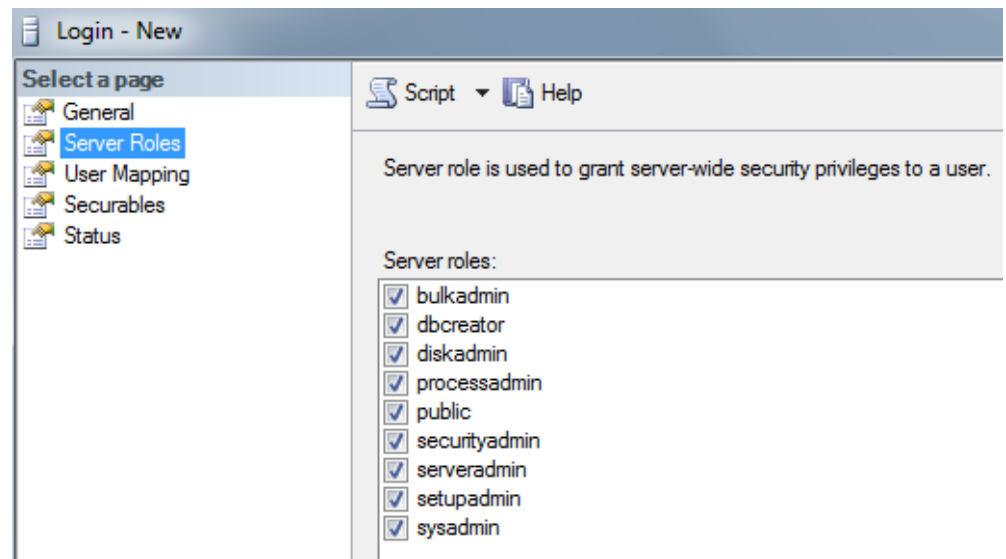 Login - New
Select a page
General
Server Roles
User Mapping
Securables
Status
Script Help
Server role is used to grant server-wide security privileges to a user.
Server roles:
bulkadmin
dbcreator
diskadmin
processadmin
public
securityadmin
serveradmin
setupadmin
sysadmin